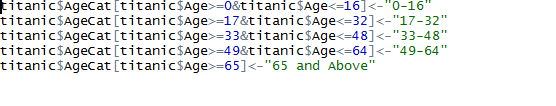 titanic$AgeCat[titanic$Age>=0&titanic$Age<=16]<-"0-16"
titanic$AgeCat[titanic$Age>=17&titanic$Age<=32]<-"17-32"
titanic$AgeCat[titanic$Age>=33&titanic$Age<=48]<-"33-48"
titanic$AgeCat[titanic$Age>=49&titanic$Age<=64]<-"49-64"
titanic$AgeCat[titanic$Age>=65]<-"65 and Above"